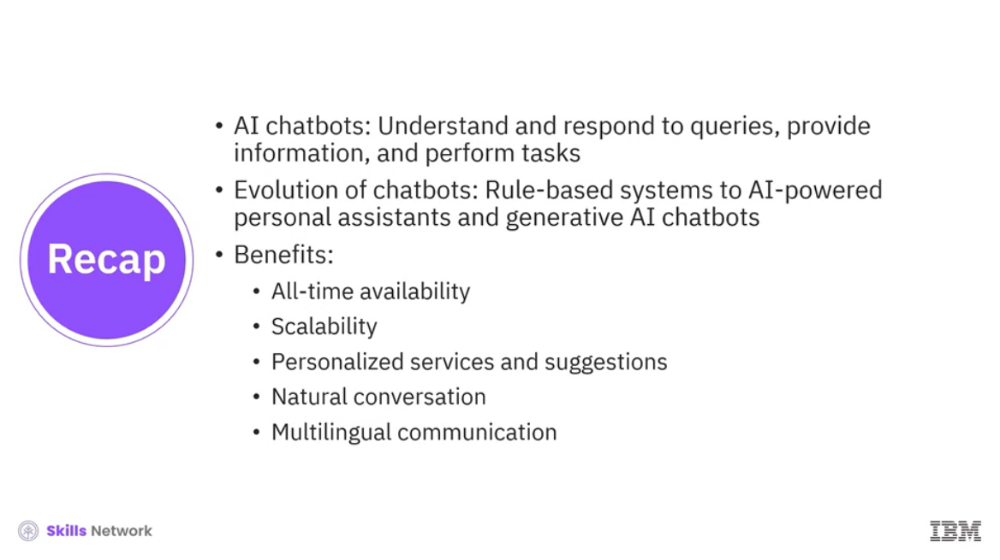 Recap
• AI chatbots: Understand and respond to queries, provide
information, and perform tasks
• Evolution of chatbots: Rule-based systems to AI-powered
personal assistants and generative AI chatbots
• Benefits:
• All-time availability
• Scalability
• Personalized services and suggestions
• Natural conversation
• Multilingual communication
Skills Network
IBM